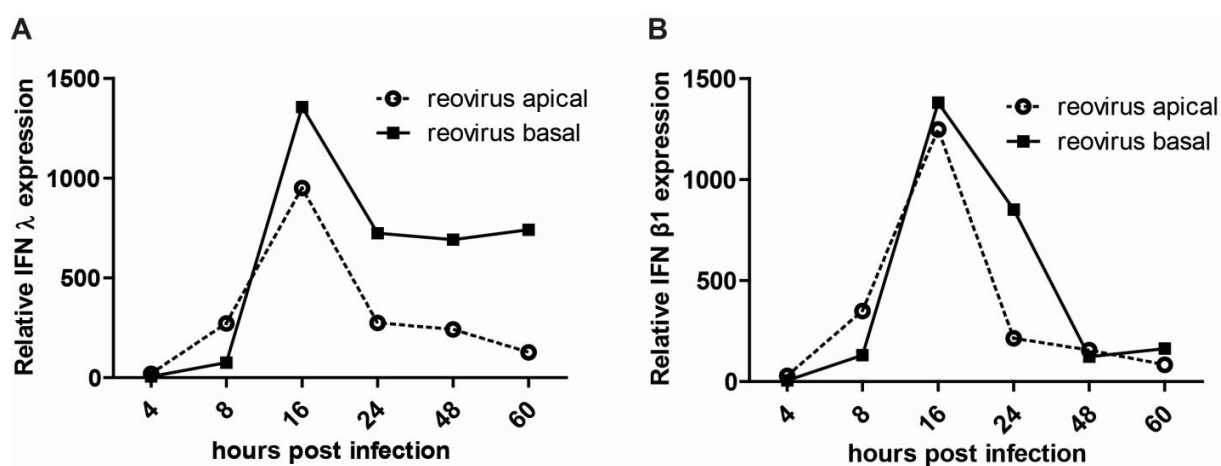 A
Relative IFN λ expression
1500
1000
500
0
reovirus apical
reovirus basal
4
8
16
24
48
60
hours post infection
B
Relative IFN β1 expression
1500
1000
500
0
reovirus apical
reovirus basal
4
8
16
24
48
60
hours post infection